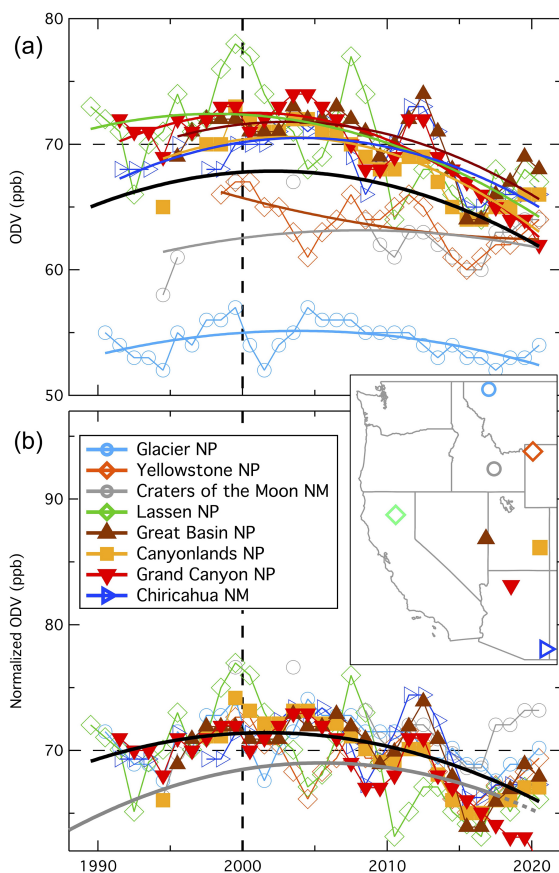 (a)
80
70
60
50
ODV (ppb)
(b)
90
80
70
Normalized ODV (ppb)
Glacier NP
Yellowstone NP
Craters of the Moon NM
Lassen NP
Great Basin NP
Canyonlands NP
Grand Canyon NP
Chiricahua NM
1990
2000
2010
2020